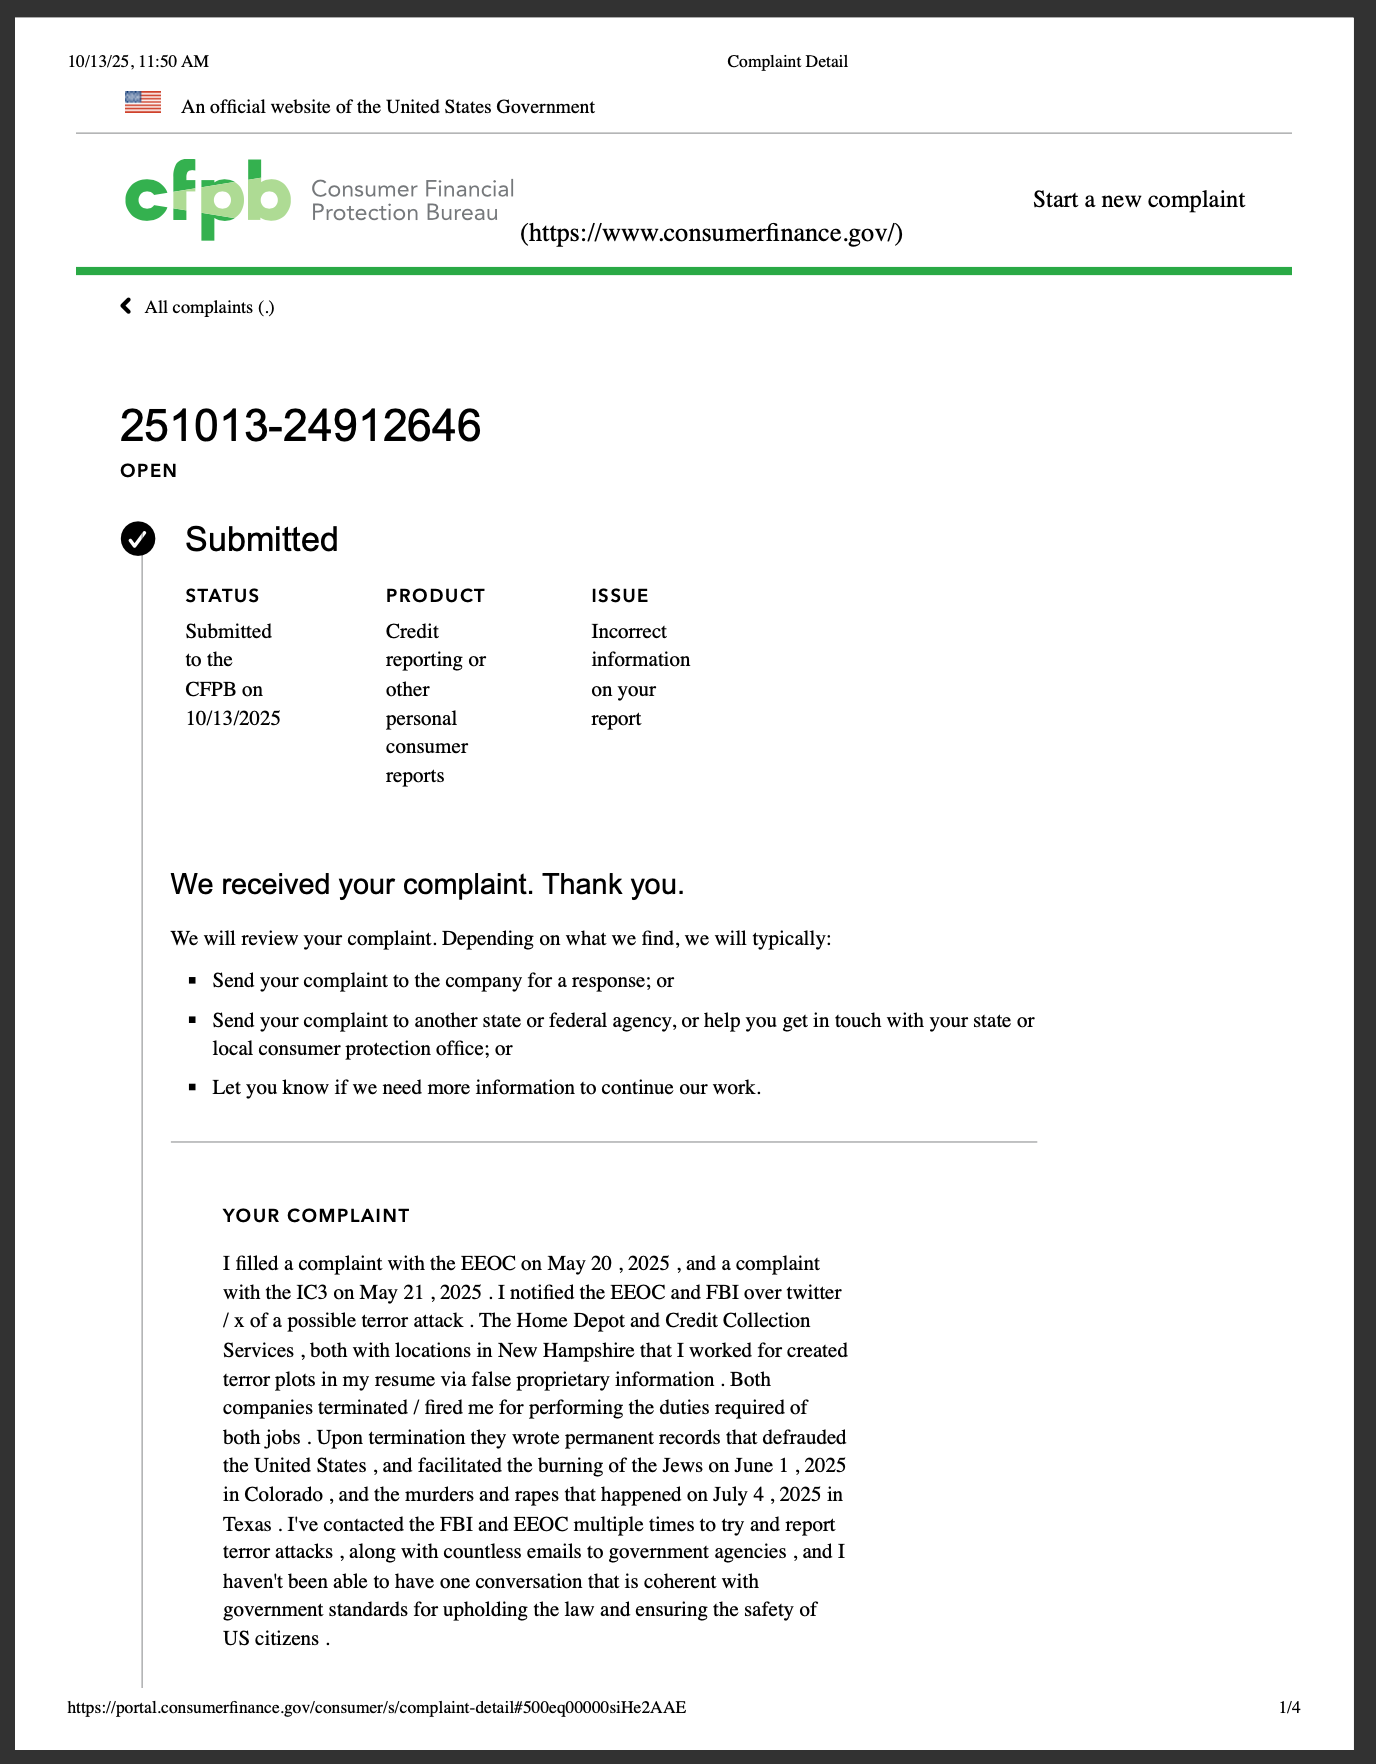 10/13/25, 11:50 AM
Complaint Detail
An official website of the United States Government
cfpb
Consumer Financial
Protection Bureau
(https://www.consumerfinance.gov/)
Start a new complaint
All complaints (.)
251013-24912646
OPEN
Submitted
STATUS
Submitted
to the
CFPB on
10/13/2025
PRODUCT
Credit
reporting or
other
personal
consumer
reports
ISSUE
Incorrect
information
on your
report
We received your complaint. Thank you.
We will review your complaint. Depending on what we find, we will typically:
▪ Send your complaint to the company for a response; or
▪ Send your complaint to another state or federal agency, or help you get in touch with your state or
local consumer protection office; or
▪ Let you know if we need more information to continue our work.
YOUR COMPLAINT
I filled a complaint with the EEOC on May 20 , 2025 , and a complaint
with the IC3 on May 21 , 2025 . I notified the EEOC and FBI over twitter
/ x of a possible terror attack . The Home Depot and Credit Collection
Services , both with locations in New Hampshire that I worked for created
terror plots in my resume via false proprietary information . Both
companies terminated / fired me for performing the duties required of
both jobs . Upon termination they wrote permanent records that defrauded
the United States , and facilitated the burning of the Jews on June 1 , 2025
in Colorado , and the murders and rapes that happened on July 4 , 2025 in
Texas . I've contacted the FBI and EEOC multiple times to try and report
terror attacks , along with countless emails to government agencies , and I
haven't been able to have one conversation that is coherent with
government standards for upholding the law and ensuring the safety of
US citizens .
https://portal.consumerfinance.gov/consumer/s/complaint-detail#500eq00000siHe2AAE
1/4